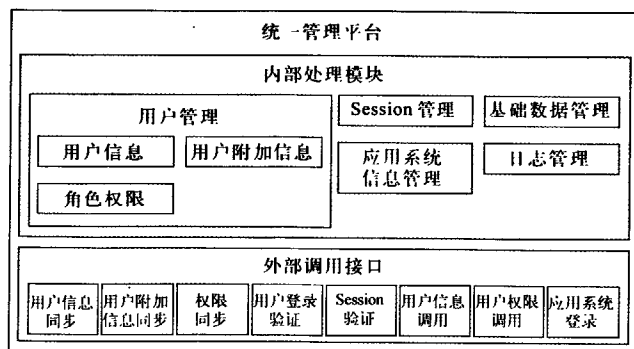 统一管理平台
内部处理模块
用户管理
用户信息
用户附加信息
角色权限
Session 管理
基础数据管理
应用系统
信息管理
日志管理
外部调用接口
用户信息
同步
用户附加
信息同步
权限
同步
用户登录
验证
Session
验证
用户信息
调用
用户权限
调用
应用系统
登录